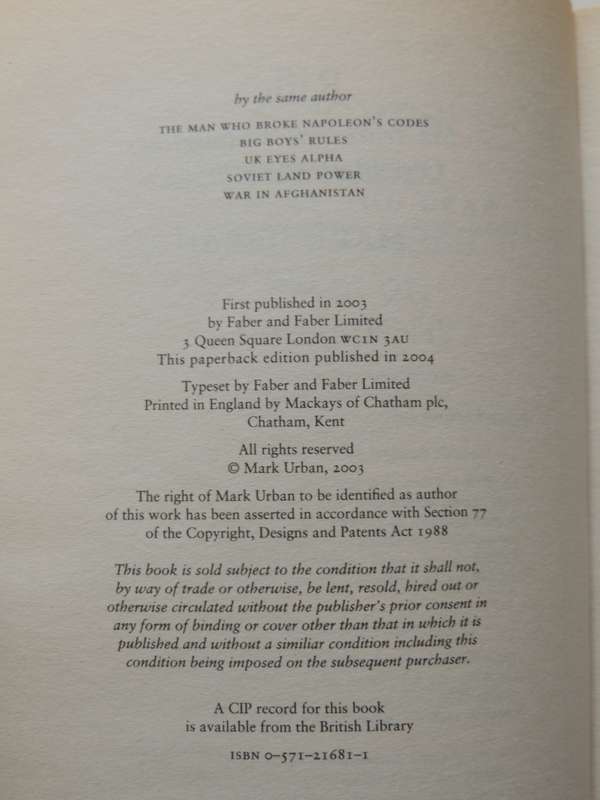 by the same author
THE MAN WHO BROKE NAPOLEON'S CODES
BIG BOYS' RULES
UK EYES ALPHA
SOVIET LAND POWER
WAR IN AFGHANISTAN
First published in 2003
by Faber and Faber Limited
3 Queen Square London WC1N 3AU
This paperback edition published in 2004
Typeset by Faber and Faber Limited
Printed in England by Mackays of Chatham plc,
Chatham, Kent
All rights reserved
© Mark Urban, 2003
The right of Mark Urban to be identified as author
of this work has been asserted in accordance with Section 77
of the Copyright, Designs and Patents Act 1988
This book is sold subject to the condition that it shall not,
by way of trade or otherwise, be lent, resold, hired out or
otherwise circulated without the publisher's prior consent in
any form of binding or cover other than that in which it is
published and without a similiar condition including this
condition being imposed on the subsequent purchaser.
A CIP record for this book
is available from the British Library
ISBN 0-571-21681-1